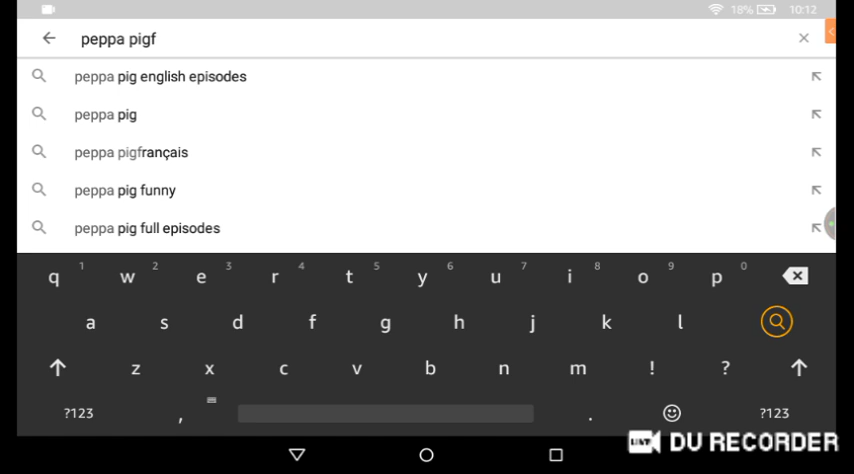 18% 10:12
peppa pigf
peppa pig english episodes
peppa pig
peppa pigfrançais
peppa pig funny
peppa pig full episodes
1 2 3 4 5 6 7 8 9 0
q w e r t y u i o p
a s d f g h j k l
z x c v b n m ! ?
?123 , . ?123
DU RECORDER